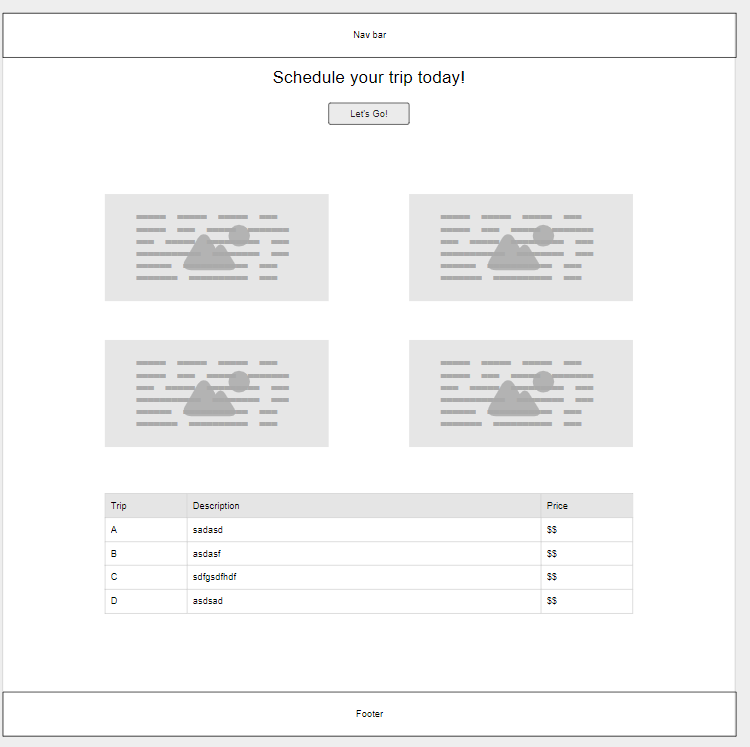 Nav bar
Schedule your trip today!
Let's Go!
Trip Description Price
A sadasd $$
B asdasf $$
C sdfgsdfhdf $$
D asdsad $$
Footer